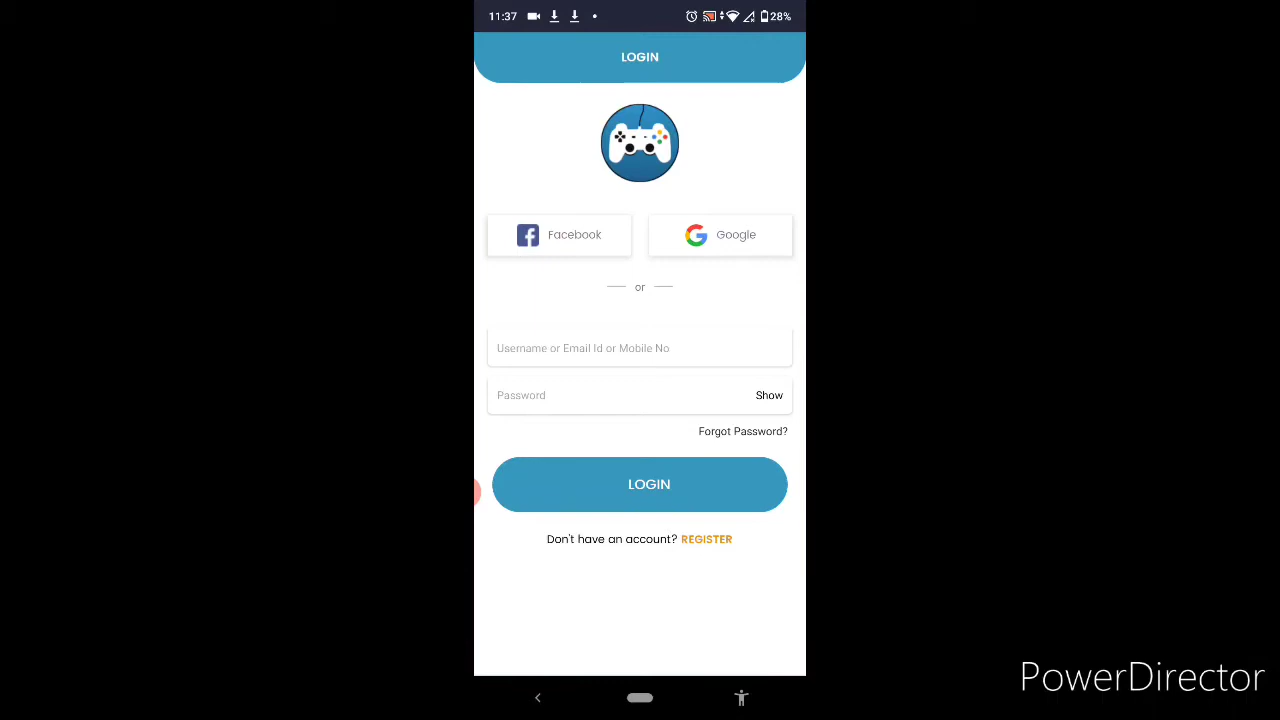 11:37
28%
LOGIN
Facebook
Google
or
Username or Email Id or Mobile No
Password
Show
Forgot Password?
LOGIN
Don't have an account? REGISTER
PowerDirector